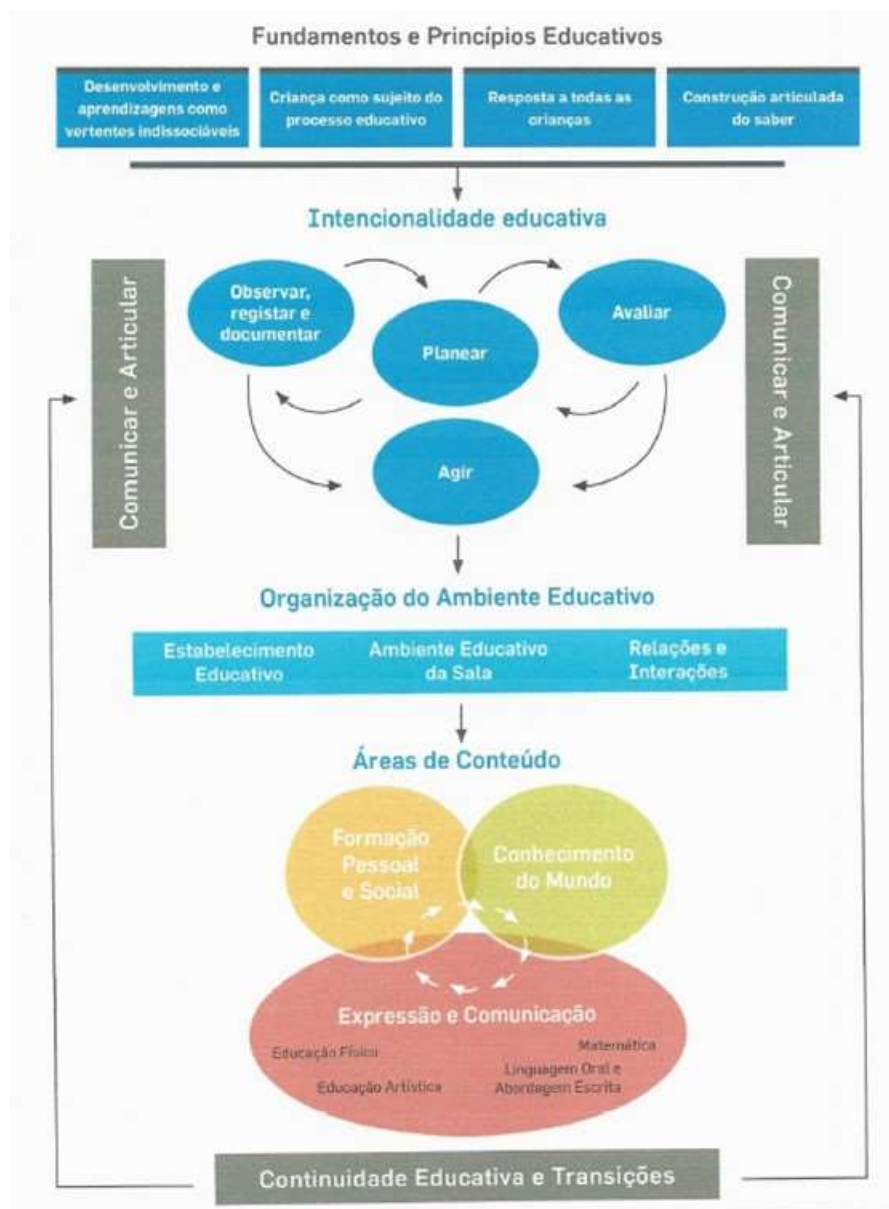 Fundamentos e Princípios Educativos
Desenvolvimento e
aprendizagens como
vertentes indissociáveis
Criança como sujeito do
processo educativo
Resposta a todas as
crianças
Construção articulada
do saber
Intencionalidade educativa
Comunicar e Articular
Observar,
registar e
documentar
Planear
Avaliar
Agir
Comunicar e Articular
Organização do Ambiente Educativo
Estabelecimento
Educativo
Ambiente Educativo
da Sala
Relações e
Interações
Áreas de Conteúdo
Formação
Pessoal
e Social
Conhecimento
do Mundo
Expressão e Comunicação
Educação Física
Educação Artística
Matemática
Linguagem Oral e
Abordagem Escrita
Continuidade Educativa e Transições